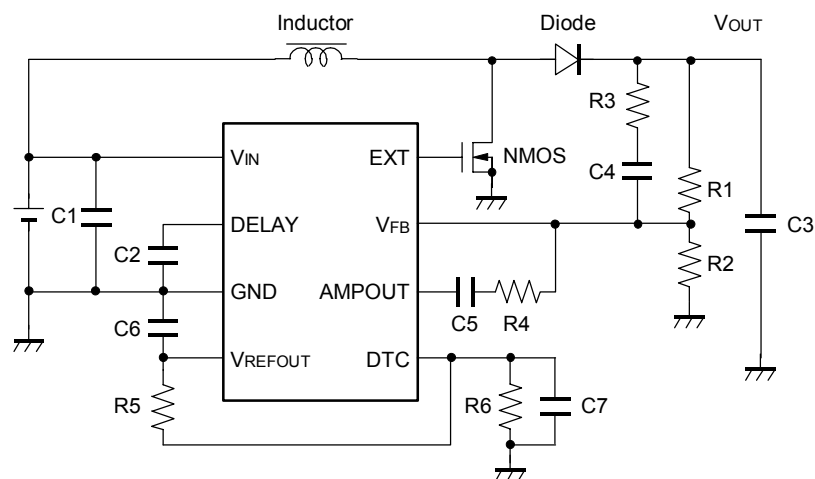 Inductor
Diode
VOUT
R3
VIN
EXT
NMOS
C4
R1
C1
DELAY
VFB
C3
C2
R2
GND
AMPOUT
C5
R4
C6
VREFOUT
DTC
R5
R6
C7